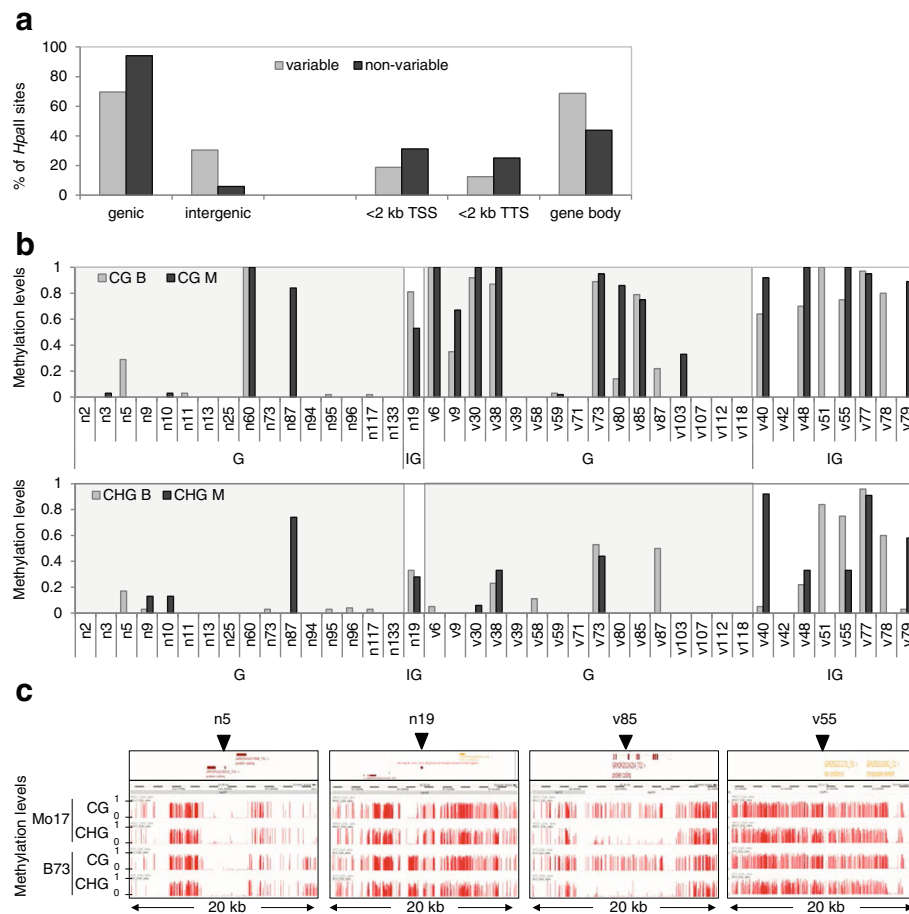 a
100
80
60
40
20
0
% of HpaII sites
variable non-variable
genic intergenic <2 kb TSS <2 kb TTS gene body
b
1
0.8
0.6
0.4
0.2
0
Methylation levels
CG B CG M
n2 n3 n5 n9 n10 n11 n13 n25 n60 n73 n87 n94 n95 n96 n117 n133 n19 v6 v9 v30 v38 v39 v58 v59 v71 v73 v80 v85 v87 v103 v107 v112 v118 v40 v42 v48 v51 v55 v77 v78 v79
G IG G IG
1
0.8
0.6
0.4
0.2
0
Methylation levels
CHG B CHG M
n2 n3 n5 n9 n10 n11 n13 n25 n60 n73 n87 n94 n95 n96 n117 n133 n19 v6 v9 v30 v38 v39 v58 v59 v71 v73 v80 v85 v87 v103 v107 v112 v118 v40 v42 v48 v51 v55 v77 v78 v79
G IG G IG
c
n5 n19 v85 v55
Methylation levels
Mo17
CG 1 0
CHG 1 0
B73
CG 1 0
CHG 1 0
20 kb 20 kb 20 kb 20 kb